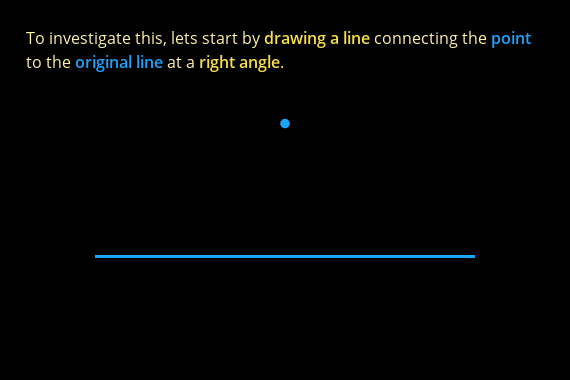 To investigate this, lets start by drawing a line connecting the point
to the original line at a right angle.